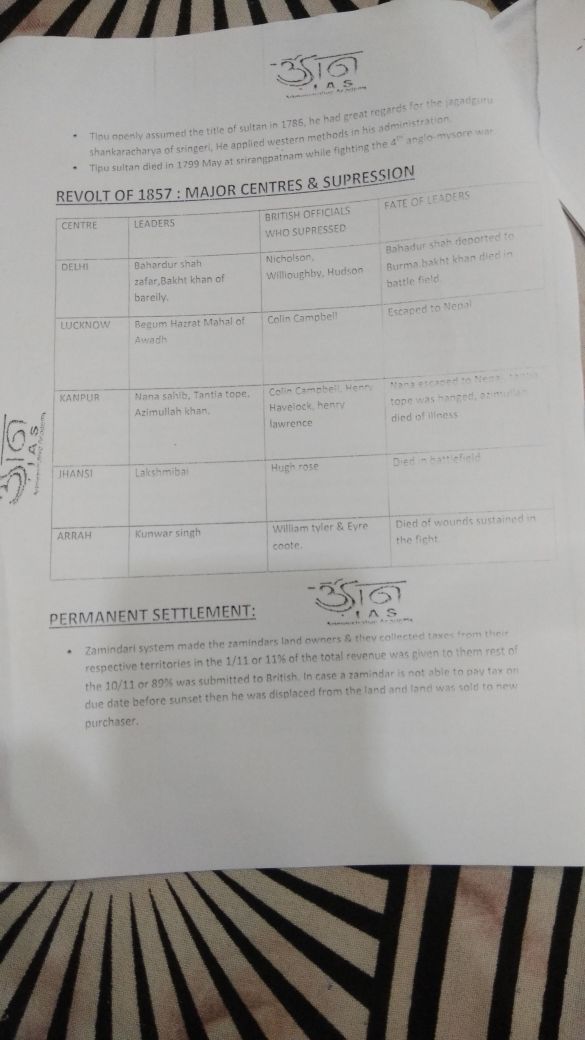 ज्ञान
I A S
Tipu openly assumed the title of sultan in 1786, he had great regards for the jagadguru
shankaracharya of sringeri, He applied western methods in his administration.
Tipu sultan died in 1799 May at srirangpatnam while fighting the 4th anglo-mysore war
REVOLT OF 1857 : MAJOR CENTRES & SUPRESSION
CENTRE LEADERS BRITISH OFFICIALS FATE OF LEADERS
WHO SUPRESSED
DELHI Bahardur shah Nicholson, Bahadur shah deported to
zafar,Bakht khan of Willioughby, Hudson Burma.bakht khan died in
bareily. battle field.
LUCKNOW Begum Hazrat Mahal of Colin Campbell Escaped to Nepal
Awadh
KANPUR Nana sahib, Tantia tope, Colin Campbell, Henry Nana escaped to Nepal, tantia
Azimullah khan. Havelock, henry tope was hanged, azimullah
lawrence died of illness
JHANSI Lakshmibai Hugh rose Died in battlefield
ARRAH Kunwar singh William tyler & Eyre Died of wounds sustained in
coote. the fight.
ज्ञान
I A S
PERMANENT SETTLEMENT:
Zamindari system made the zamindars land owners & they collected taxes from their
respective territories in the 1/11 or 11% of the total revenue was given to them rest of
the 10/11 or 89% was submitted to British. In case a zamindar is not able to pay tax on
due date before sunset then he was displaced from the land and land was sold to new
purchaser.
ज्ञान
I A S